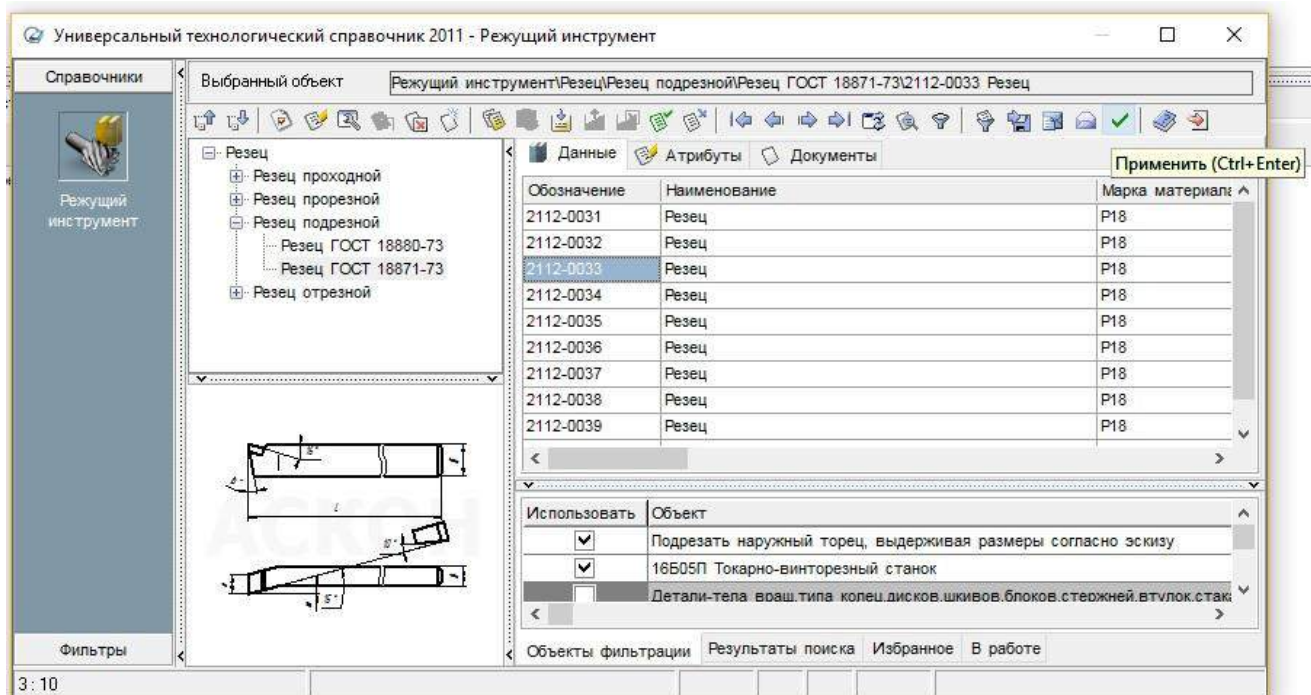 Универсальный технологический справочник 2011 - Режущий инструмент
Справочники
Выбранный объект
Режущий инструмент\Резец\Резец подрезной\Резец ГОСТ 18871-73\2112-0033 Резец
Режущий
инструмент
Резец
Резец проходной
Резец прорезной
Резец подрезной
Резец ГОСТ 18880-73
Резец ГОСТ 18871-73
Резец отрезной
Данные
Атрибуты
Документы
Применить (Ctrl+Enter)
Обозначение Наименование Марка материала
2112-0031 Резец Р18
2112-0032 Резец Р18
2112-0033 Резец Р18
2112-0034 Резец Р18
2112-0035 Резец Р18
2112-0036 Резец Р18
2112-0037 Резец Р18
2112-0038 Резец Р18
2112-0039 Резец Р18
АСКОН
Использовать Объект
Подрезать наружный торец, выдерживая размеры согласно эскизу
16Б05П Токарно-винторезный станок
Детали-тела вращ.типа колец,дисков,шкивов,блоков,стержней,втулок,стака
Объекты фильтрации Результаты поиска Избранное В работе
Фильтры
3:10